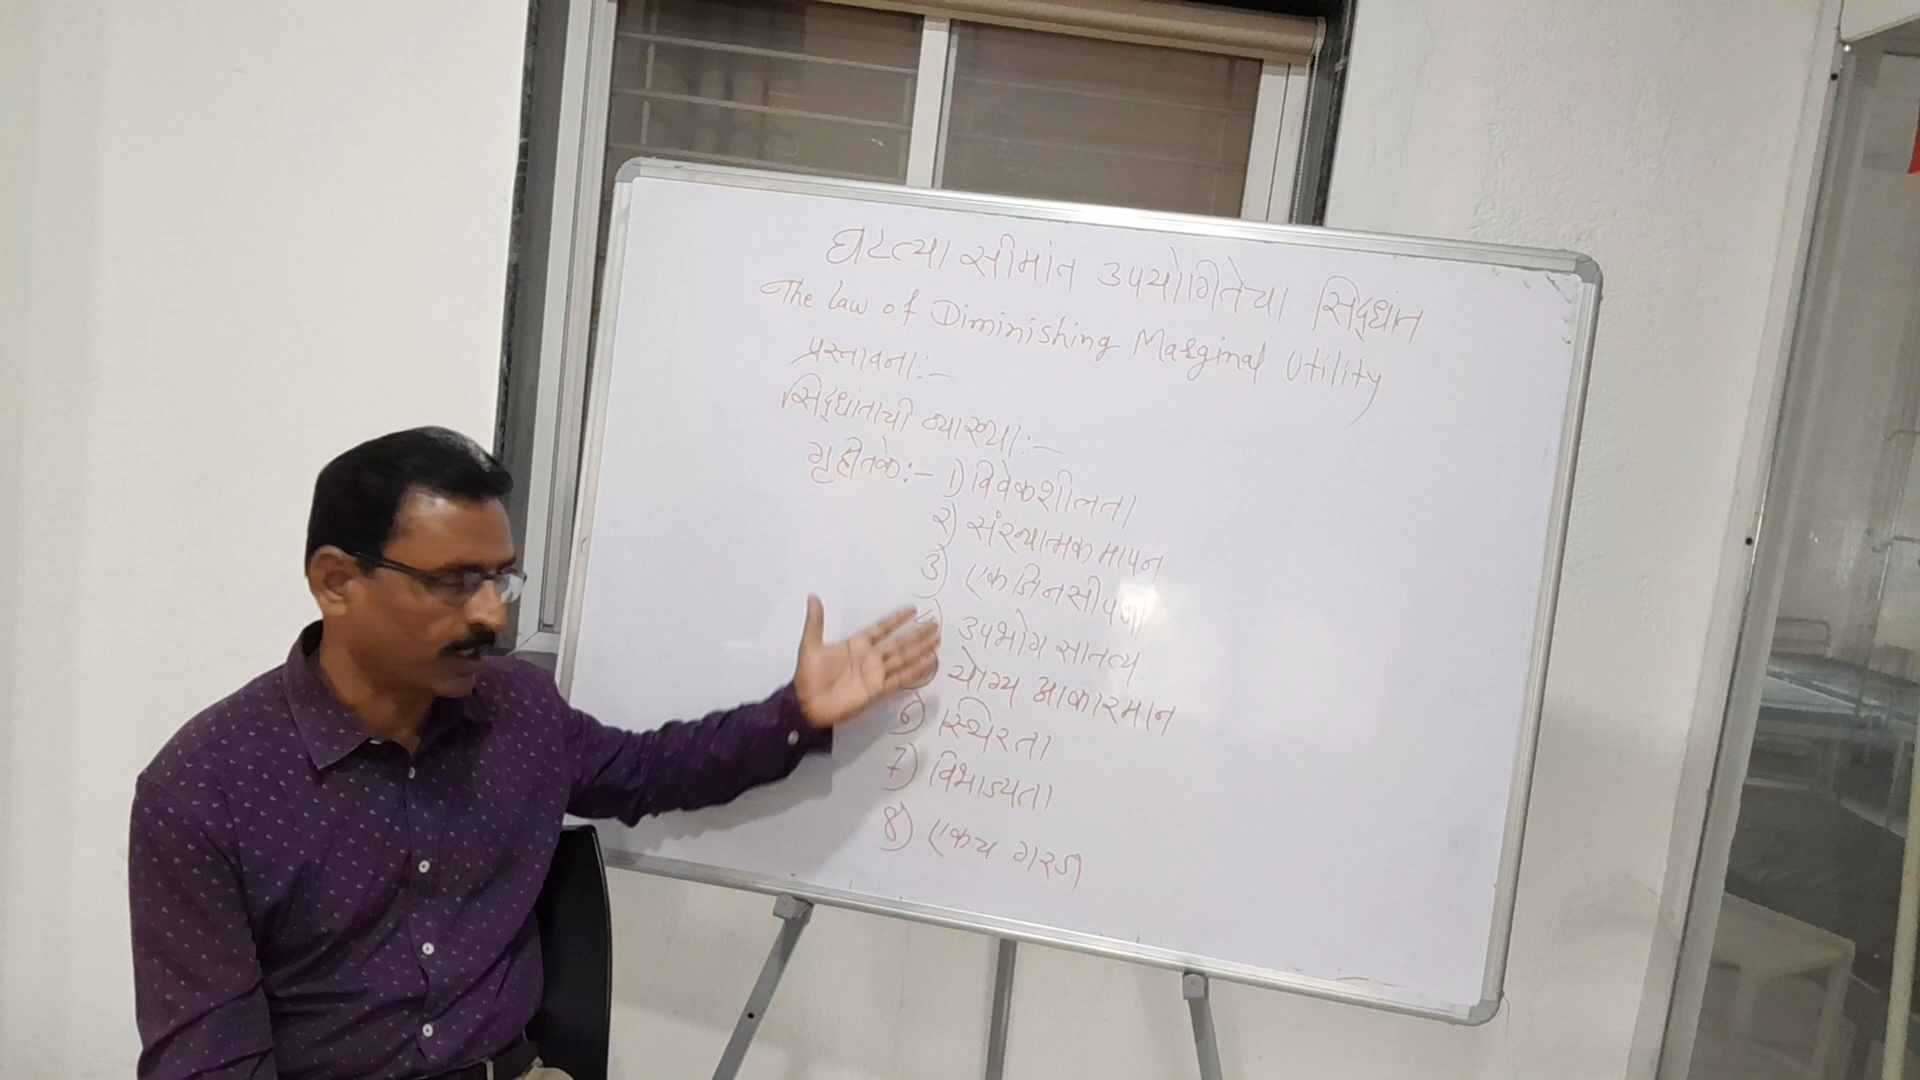 घटत्या सीमांत उपयोगितेचा सिद्धांत
The Law of Diminishing Marginal Utility
प्रस्तावना:-
सिद्धांताची व्याख्या:-
गृहीतके:- 1) विवेकशीलता
२) संख्यात्मक मापन
3) एकजिनसीपणा
उपभोग सातत्य
योग्य आकारमान
6) स्थिरता
7) विभाज्यता
8) एकच गरज